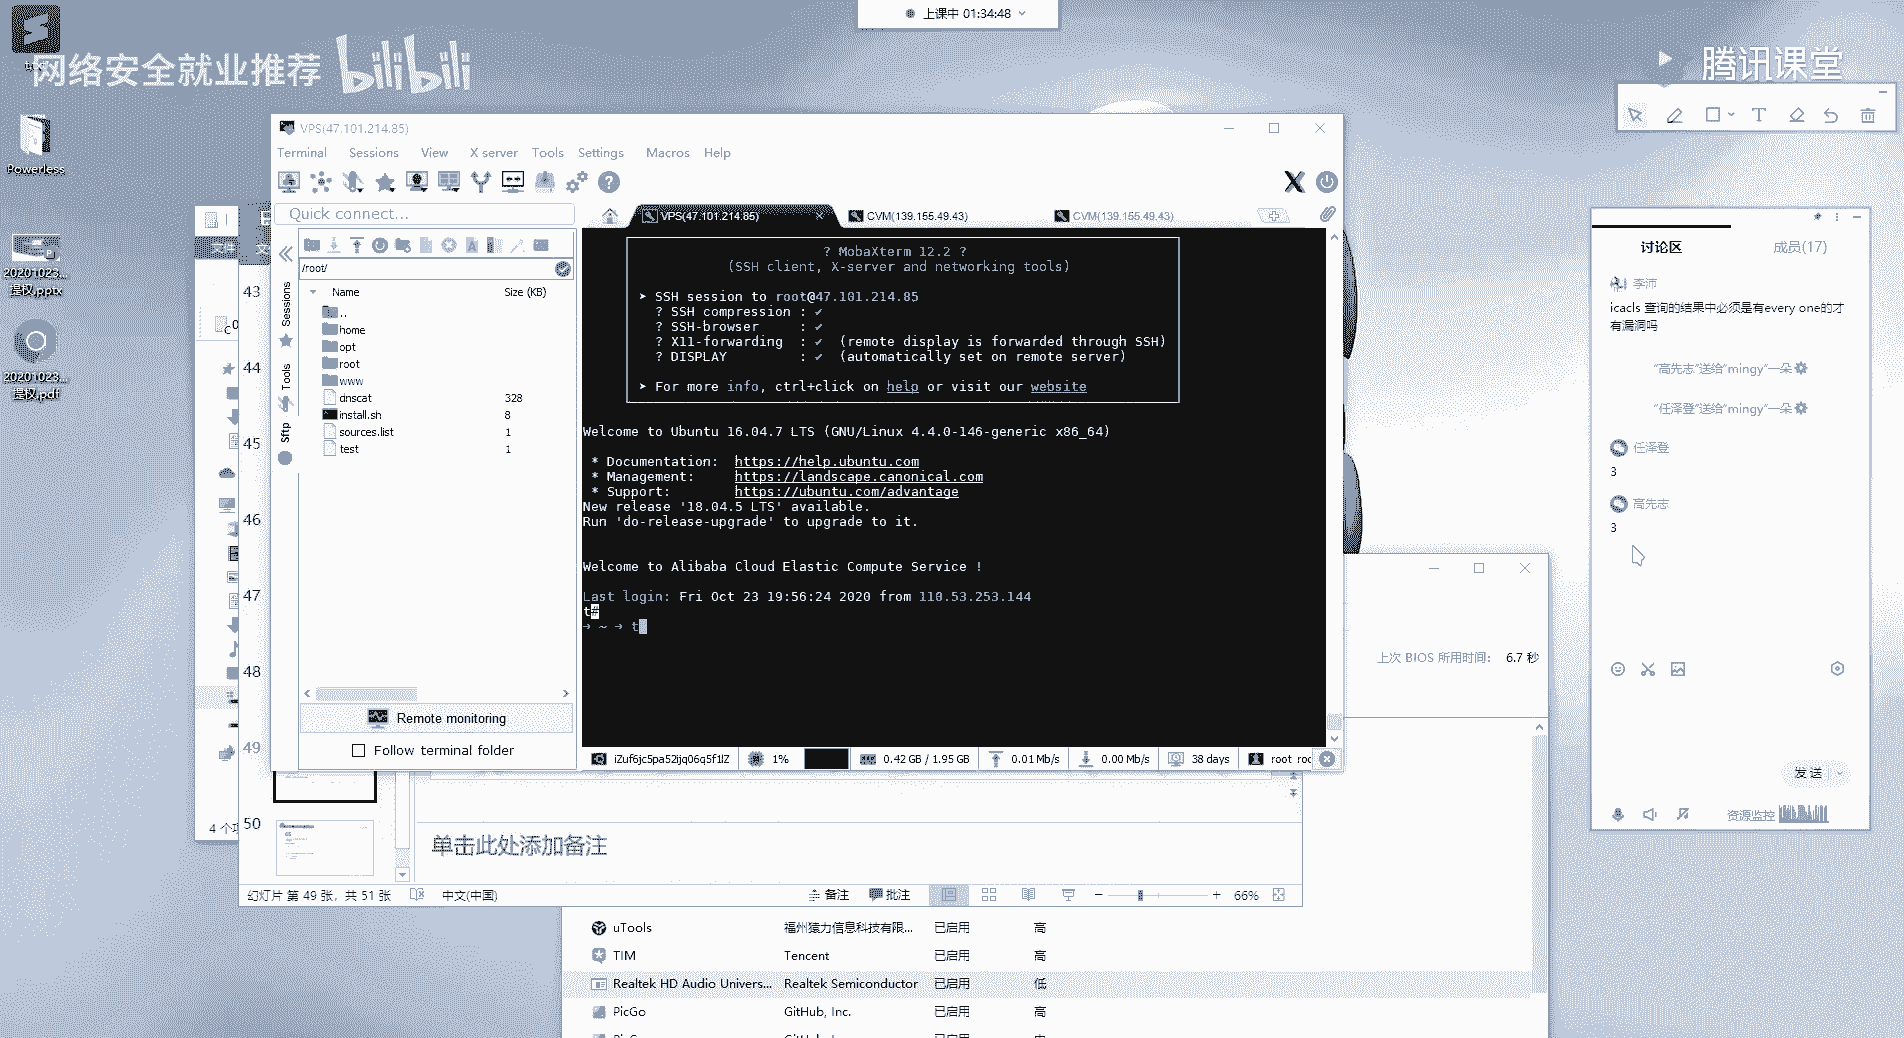 上课中 01:34:48
网络安全就业推荐 bilibili
腾讯课堂
Powerless
20201023...
提权.pptx
20201023...
提权.pdf
VPS(47.101.214.85)
Terminal Sessions View X server Tools Settings Macros Help
Quick connect...
VPS(47.101.214.85)
CVM(139.155.49.43)
CVM(139.155.49.43)
/root/
Name Size (KB)
..
home
opt
root
www
dnscat 328
install.sh 8
sources.list 1
test 1
Sessions
Tools
Sftp
Remote monitoring
Follow terminal folder
? MobaXterm 12.2 ?
(SSH client, X-server and networking tools)
➤ SSH session to root@47.101.214.85
? SSH compression : ✔
? SSH-browser : ✔
? X11-forwarding : ✔ (remote display is forwarded through SSH)
? DISPLAY : ✔ (automatically set on remote server)
➤ For more info, ctrl+click on help or visit our website
Welcome to Ubuntu 16.04.7 LTS (GNU/Linux 4.4.0-146-generic x86_64)
* Documentation: https://help.ubuntu.com
* Management: https://landscape.canonical.com
* Support: https://ubuntu.com/advantage
New release '18.04.5 LTS' available.
Run 'do-release-upgrade' to upgrade to it.
Welcome to Alibaba Cloud Elastic Compute Service !
Last login: Fri Oct 23 19:56:24 2020 from 110.53.253.144
t#
→ ~ → t
iZuf6jc5pa52ijq06q5f1lZ 1% 0.42 GB / 1.95 GB 0.01 Mb/s 0.00 Mb/s 38 days root
43
44
45
46
47
48
49
50
4 个
单击此处添加备注
幻灯片 第 49 张，共 51 张 中文(中国) 备注 批注 66%
上次 BIOS 所用时间： 6.7 秒
uTools 福州猿力信息科技有限... 已启用 高
TIM Tencent 已启用 高
Realtek HD Audio Univers... Realtek Semiconductor 已启用 低
PicGo GitHub, Inc. 已启用 高
讨论区 成员(17)
李沛
icacls 查询的结果中必须是有every one的才
有漏洞吗
“高先志”送给“mingy”一朵
“任泽登”送给“mingy”一朵
任泽登
3
高先志
3
发送
资源监控